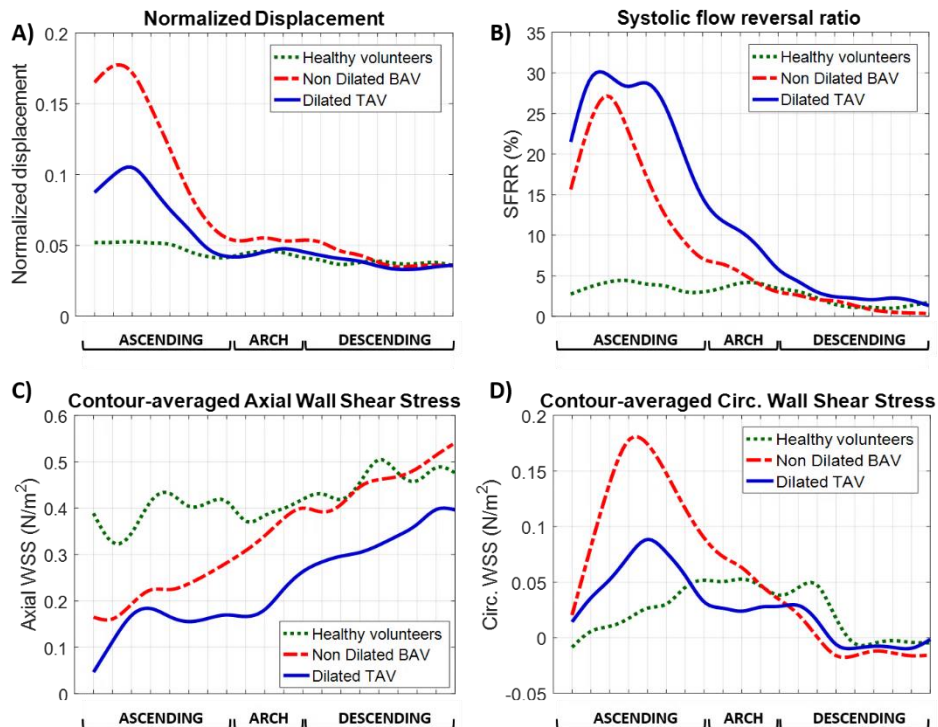 A)
Normalized Displacement
Normalized displacement
0.2
0.15
0.1
0.05
0
Healthy volunteers
Non Dilated BAV
Dilated TAV
ASCENDING
ARCH
DESCENDING
B)
Systolic flow reversal ratio
SFRR (%)
35
30
25
20
15
10
5
0
Healthy volunteers
Non Dilated BAV
Dilated TAV
ASCENDING
ARCH
DESCENDING
C)
Contour-averaged Axial Wall Shear Stress
Axial WSS (N/m²)
0.6
0.5
0.4
0.3
0.2
0.1
0
Healthy volunteers
Non Dilated BAV
Dilated TAV
ASCENDING
ARCH
DESCENDING
D)
Contour-averaged Circ. Wall Shear Stress
Circ. WSS (N/m²)
0.2
0.15
0.1
0.05
0
-0.05
Healthy volunteers
Non Dilated BAV
Dilated TAV
ASCENDING
ARCH
DESCENDING